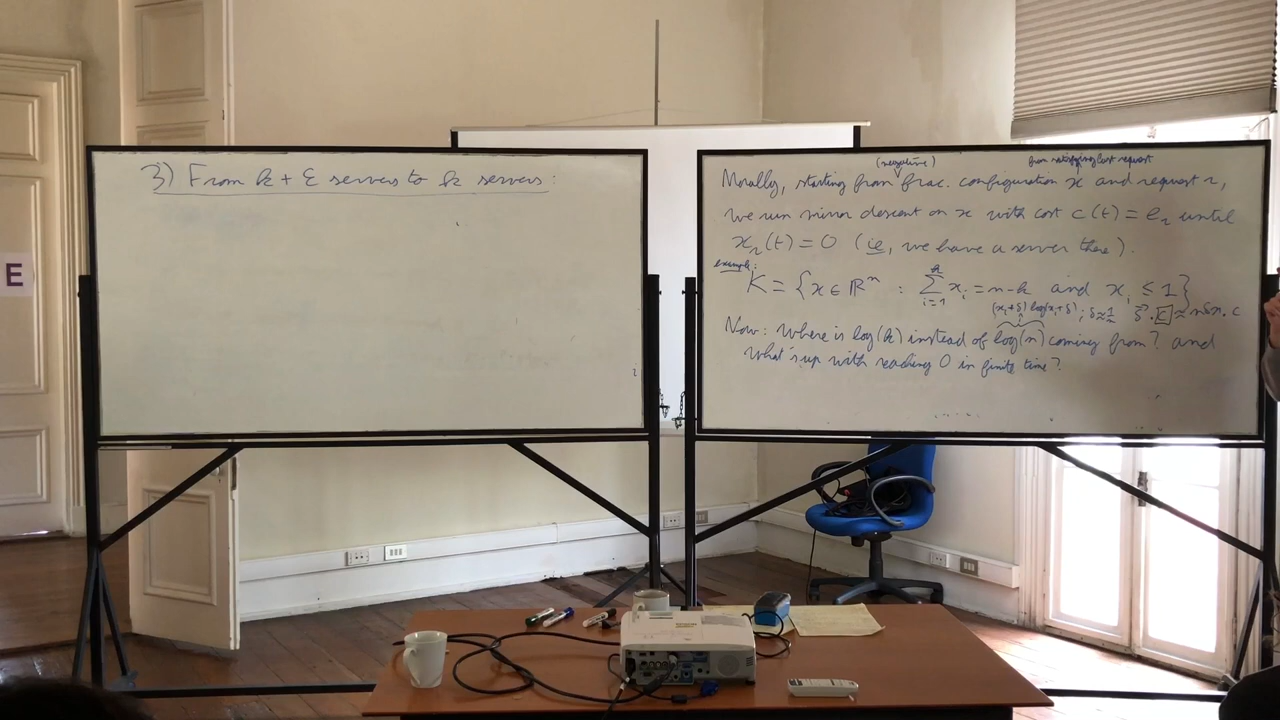 E
3) From k + ε servers to k servers:
(negative)
from satisfying last request
Morally, starting from frac. configuration x and request r,
we run mirror descent on x with cost c(t) = e_r until
x_r(t) = 0 (ie, we have a server there).
example:
K = { x ∈ ℝ^n : ∑_{i=1}^{n} x_i = n-k and x_i ≤ 1 }
(x_i+δ) log(x_i+δ) ; δ ≈ 1/n
Now: Where is log(k) instead of log(n) coming from? and
what's up with reaching 0 in finite time?